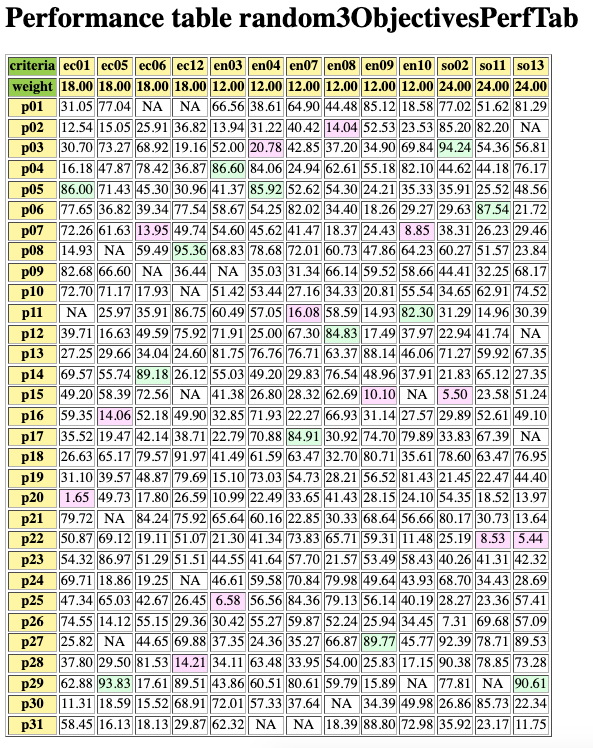 Performance table random3ObjectivesPerfTab
criteria ec01 ec05 ec06 ec12 en03 en04 en07 en08 en09 en10 so02 so11 so13
weight 18.00 18.00 18.00 18.00 12.00 12.00 12.00 12.00 12.00 12.00 24.00 24.00 24.00
p01 31.05 77.04 NA NA 66.56 38.61 64.90 44.48 85.12 18.58 77.02 51.62 81.29
p02 12.54 15.05 25.91 36.82 13.94 31.22 40.42 14.04 52.53 23.53 85.20 82.20 NA
p03 30.70 73.27 68.92 19.16 52.00 20.78 42.85 37.20 34.90 69.84 94.24 54.36 56.81
p04 16.18 47.87 78.42 36.87 86.60 84.08 24.94 62.61 55.18 82.10 44.62 44.18 76.17
p05 86.00 71.43 45.30 30.96 41.37 85.92 52.62 54.30 24.21 35.33 35.91 25.52 48.56
p06 77.65 36.82 39.34 77.54 58.67 54.25 82.02 34.40 18.26 29.27 29.63 87.54 21.72
p07 72.26 61.63 13.95 49.74 54.60 45.62 41.47 18.37 24.43 8.85 38.31 26.23 29.46
p08 14.93 NA 59.49 95.36 68.83 78.68 72.01 60.73 47.86 64.23 60.27 51.57 23.84
p09 82.68 66.60 NA 36.44 NA 35.03 31.34 66.14 59.52 58.66 44.41 32.25 68.17
p10 72.70 71.17 17.93 NA 51.42 53.44 27.16 34.33 20.81 55.54 34.65 62.91 74.52
p11 NA 25.97 35.91 86.75 60.49 57.05 16.08 58.59 14.93 82.30 31.29 14.96 30.39
p12 39.71 16.63 49.59 75.92 71.91 25.00 67.30 84.83 17.49 37.97 22.94 41.74 NA
p13 27.25 29.66 34.04 24.60 81.75 76.76 76.71 63.37 88.14 46.06 71.27 59.92 67.35
p14 69.57 55.74 89.18 26.12 55.03 49.20 29.83 76.54 48.96 37.91 21.83 65.12 27.35
p15 49.20 58.39 72.56 NA 41.38 26.80 28.32 62.69 10.10 NA 5.50 23.58 51.24
p16 59.35 14.06 52.18 49.90 32.85 71.93 22.27 66.93 31.14 27.57 29.89 52.61 49.10
p17 35.52 19.47 42.14 38.71 22.79 70.88 84.91 30.92 74.70 79.89 33.83 67.39 NA
p18 26.63 65.17 79.57 91.97 41.49 61.59 63.47 32.70 80.71 35.61 78.60 63.47 76.95
p19 31.10 39.57 48.87 79.69 15.10 73.03 54.73 28.21 56.52 81.43 21.45 22.47 44.40
p20 1.65 49.73 17.80 26.59 10.99 22.49 33.65 41.43 28.15 24.10 54.35 18.52 13.97
p21 79.72 NA 84.24 75.92 65.64 60.16 22.85 30.33 68.64 56.66 80.17 30.73 13.64
p22 50.87 69.12 19.11 51.07 21.30 41.34 73.83 65.71 59.31 11.48 25.19 8.53 5.44
p23 54.32 86.97 51.29 51.51 44.55 41.64 57.70 21.57 53.49 58.43 40.26 41.31 42.32
p24 69.71 18.86 19.25 NA 46.61 59.58 70.84 79.98 49.64 43.93 68.70 34.43 28.69
p25 47.34 65.03 42.67 26.45 6.58 56.56 84.36 79.13 56.14 40.19 28.27 23.36 57.41
p26 74.55 14.12 55.15 29.36 30.42 55.27 59.87 52.24 25.94 34.45 7.31 69.68 57.09
p27 25.82 NA 44.65 69.88 37.35 24.36 35.27 66.87 89.77 45.77 92.39 78.71 89.53
p28 37.80 29.50 81.53 14.21 34.11 63.48 33.95 54.00 25.83 17.15 90.38 78.85 73.28
p29 62.88 93.83 17.61 89.51 43.86 60.51 80.61 59.79 15.89 NA 77.81 NA 90.61
p30 11.31 18.59 15.52 68.91 72.01 57.33 37.64 NA 34.39 49.98 26.86 85.73 22.34
p31 58.45 16.13 18.13 29.87 62.32 NA NA 18.39 88.80 72.98 35.92 23.17 11.75